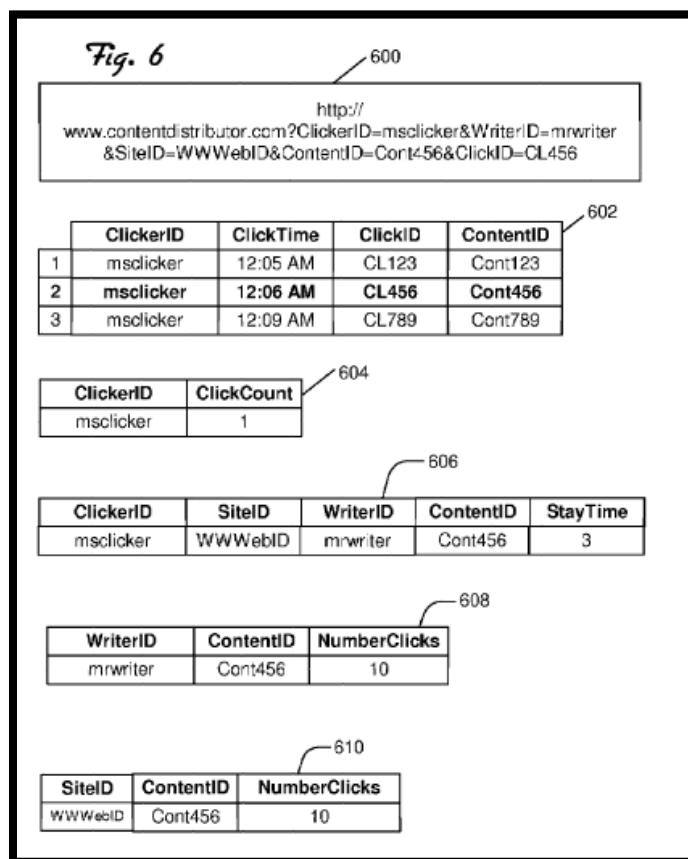 Fig. 6
600
http://
www.contentdistributor.com?ClickerID=msclicker&WriterID=mrwriter
&SiteID=WWWebID&ContentID=Cont456&ClickID=CL456
602
ClickerID ClickTime ClickID ContentID
1 msclicker 12:05 AM CL123 Cont123
2 msclicker 12:06 AM CL456 Cont456
3 msclicker 12:09 AM CL789 Cont789
604
ClickerID ClickCount
msclicker 1
606
ClickerID SiteID WriterID ContentID StayTime
msclicker WWWebID mrwriter Cont456 3
608
WriterID ContentID NumberClicks
mrwriter Cont456 10
610
SiteID ContentID NumberClicks
WWWebID Cont456 10